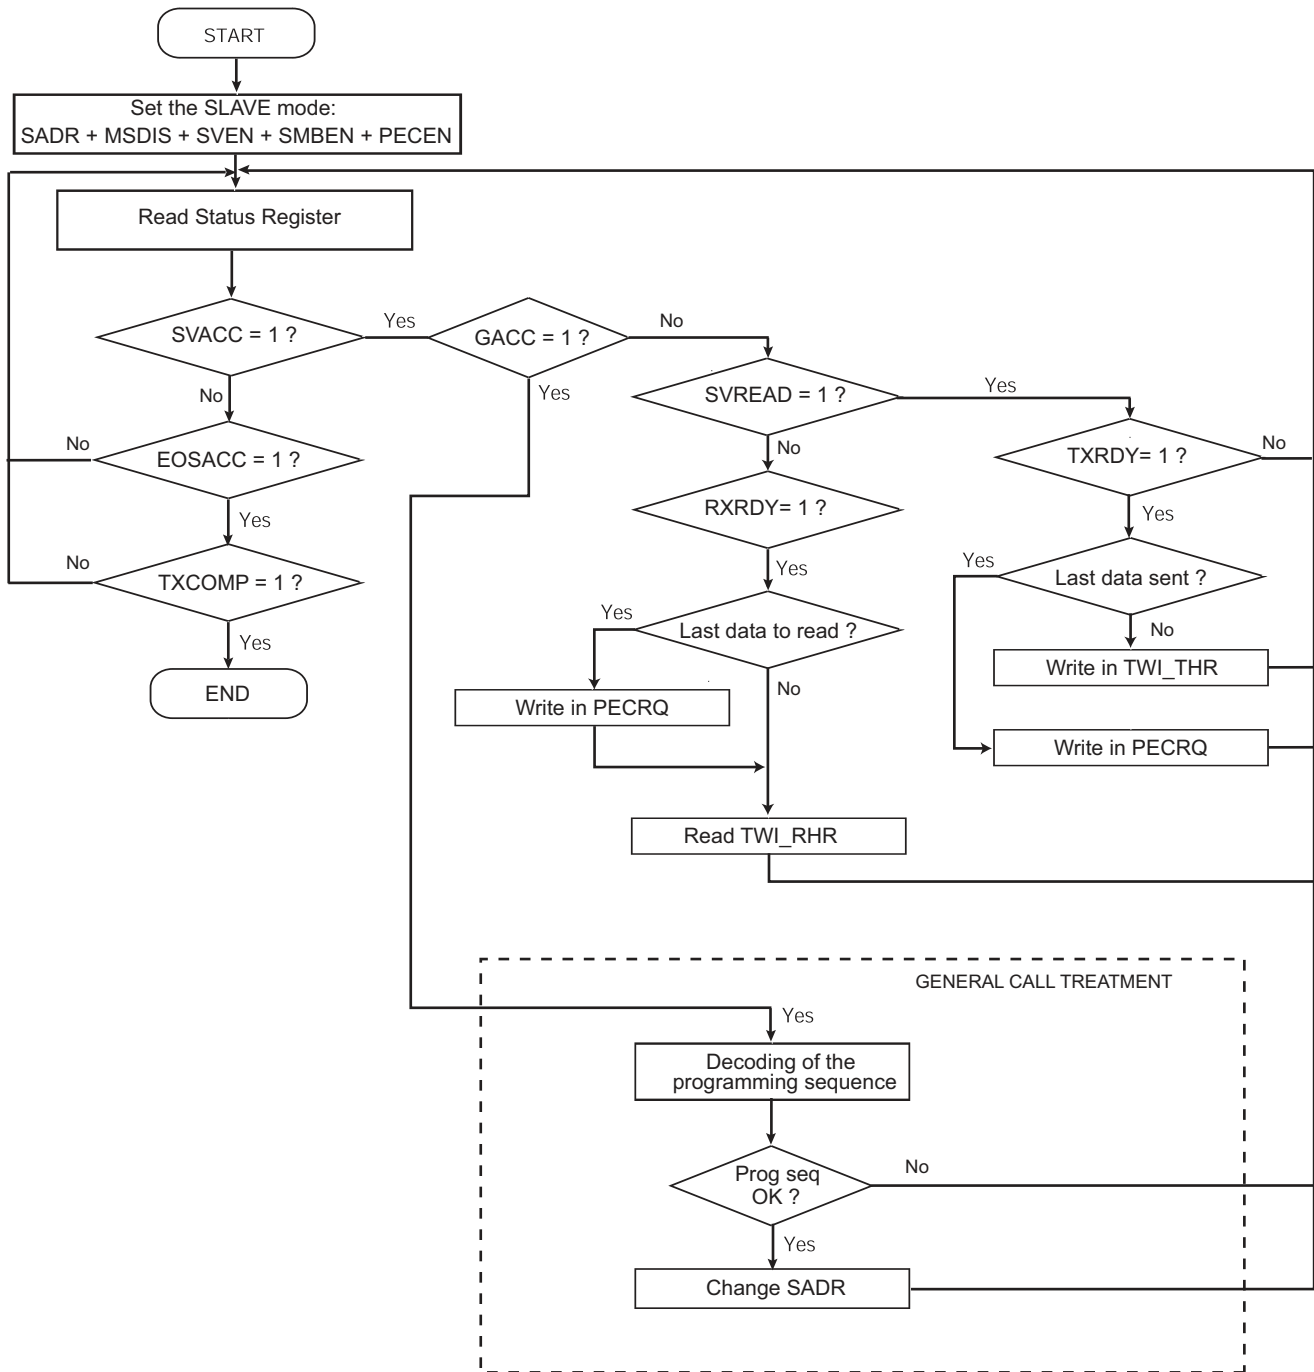 START
Set the SLAVE mode:
SADR + MSDIS + SVEN + SMBEN + PECEN
Read Status Register
SVACC = 1 ?
Yes
GACC = 1 ?
No
No
Yes
SVREAD = 1 ?
Yes
No
EOSACC = 1 ?
No
TXRDY= 1 ?
No
Yes
RXRDY= 1 ?
Yes
No
TXCOMP = 1 ?
Yes
Yes
Last data sent ?
Yes
Yes
Last data to read ?
No
END
No
Write in TWI_THR
Write in PECRQ
Write in PECRQ
Read TWI_RHR
GENERAL CALL TREATMENT
Yes
Decoding of the
programming sequence
Prog seq
OK ?
No
Yes
Change SADR